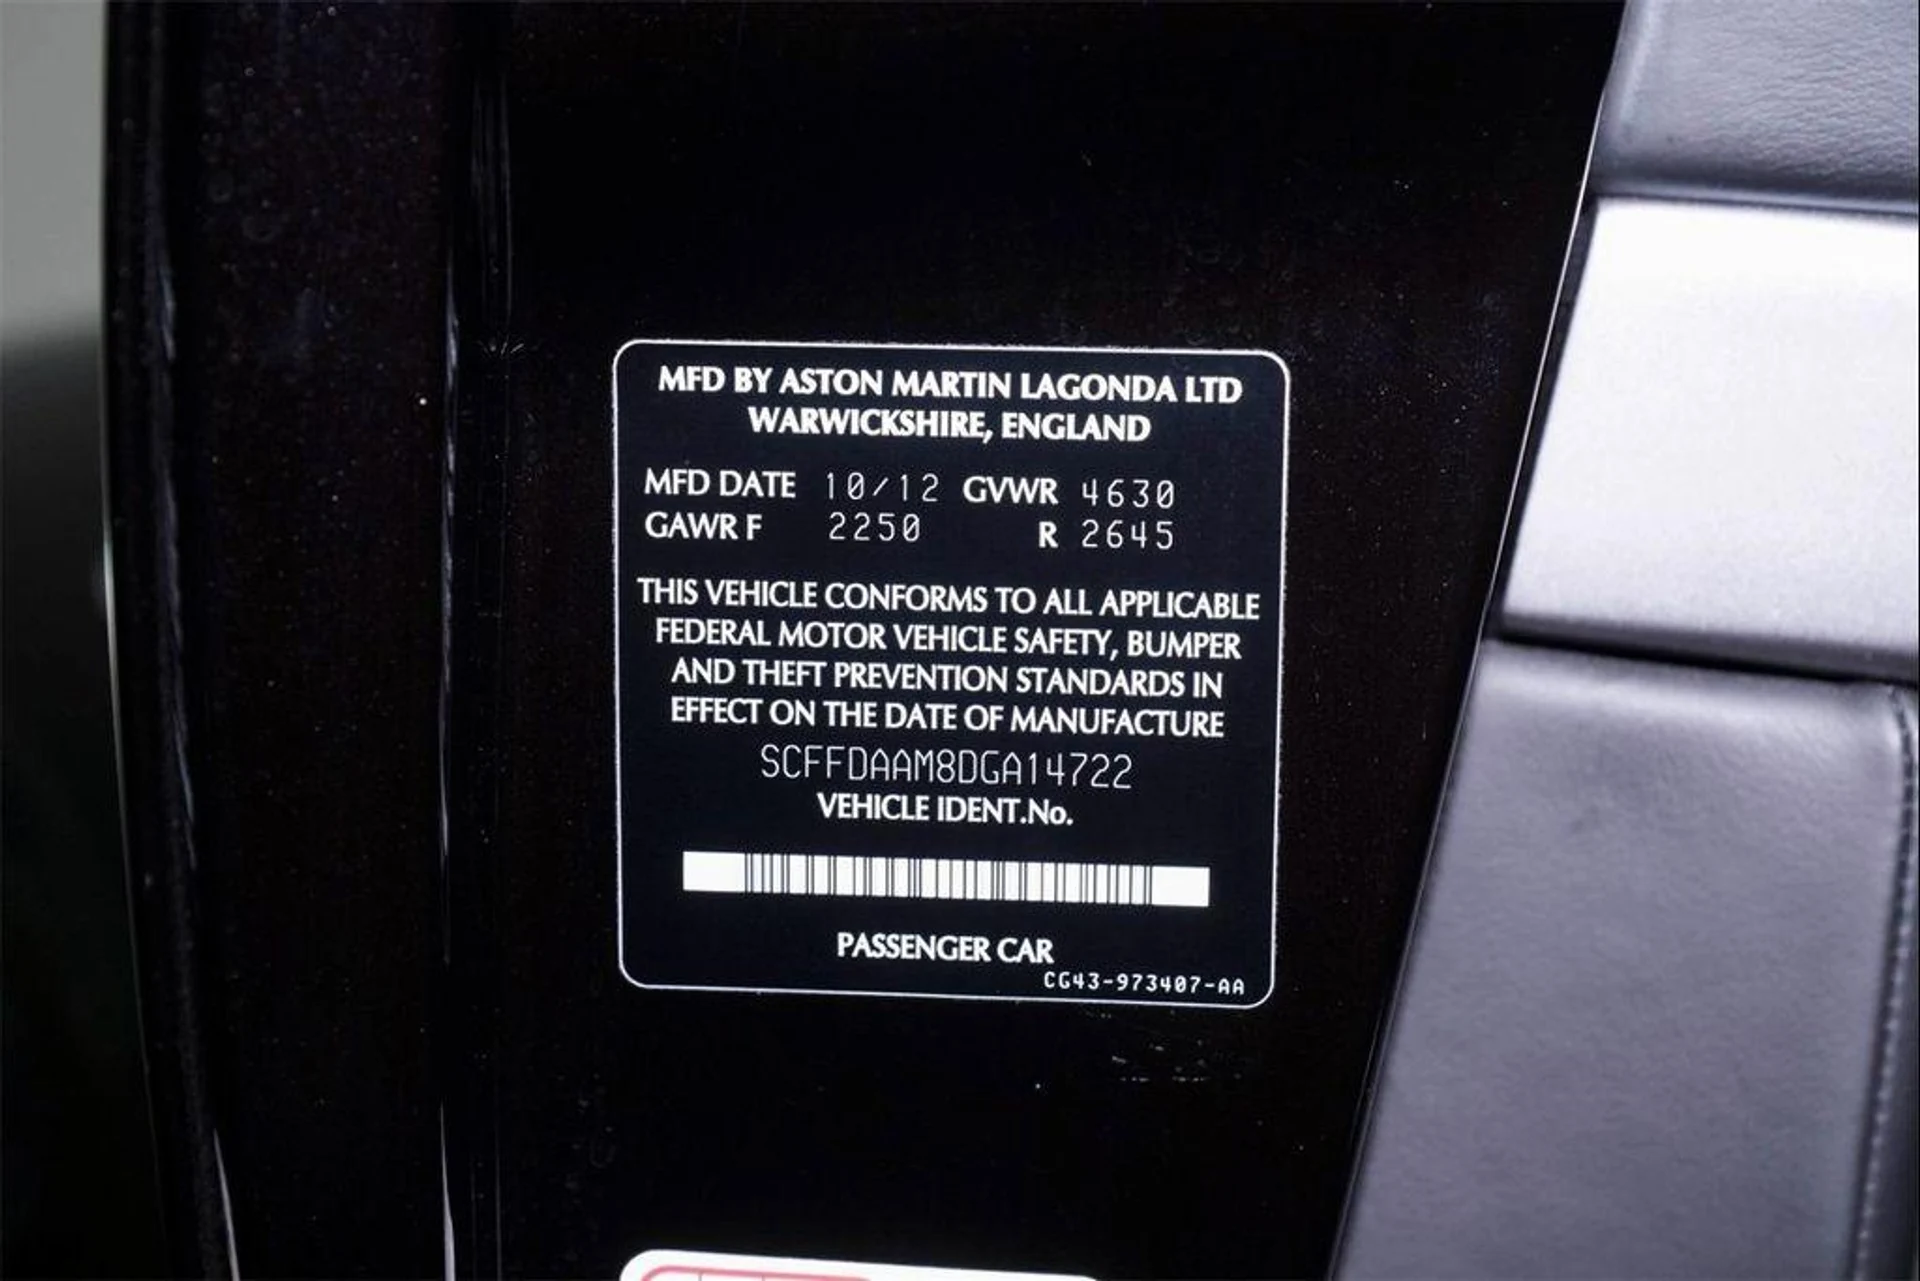 MFD BY ASTON MARTIN LAGONDA LTD
WARWICKSHIRE, ENGLAND
MFD DATE 10/12 GVWR 4630
GAWR F 2250 R 2645
THIS VEHICLE CONFORMS TO ALL APPLICABLE
FEDERAL MOTOR VEHICLE SAFETY, BUMPER
AND THEFT PREVENTION STANDARDS IN
EFFECT ON THE DATE OF MANUFACTURE
SCFFDAAM8DGA14722
VEHICLE IDENT.No.
PASSENGER CAR
CG43-973407-AA